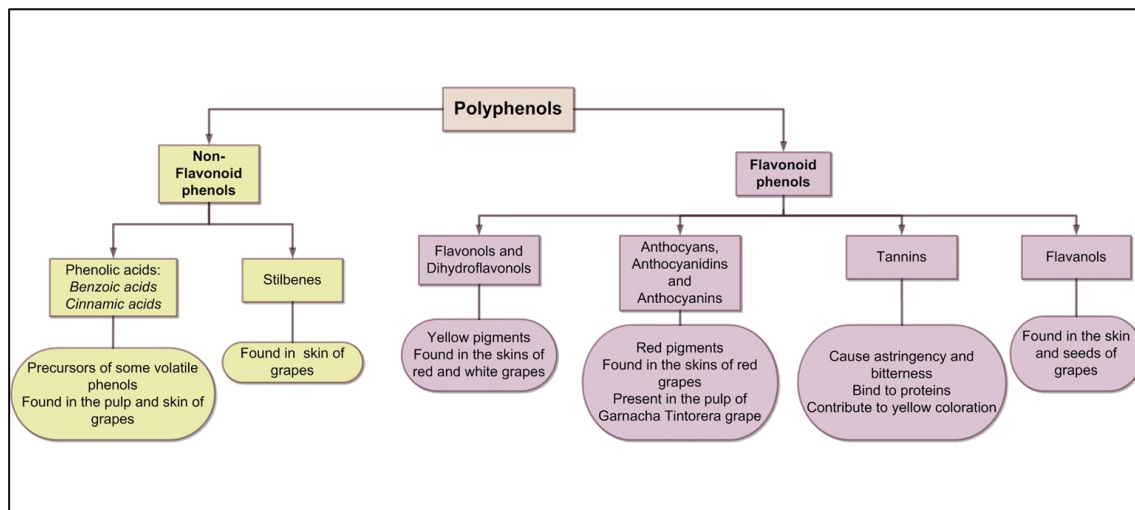 Polyphenols
Non-
Flavonoid
phenols
Flavonoid
phenols
Phenolic acids:
Benzoic acids
Cinnamic acids
Stilbenes
Flavonols and
Dihydroflavonols
Anthocyans,
Anthocyanidins
and
Anthocyanins
Tannins
Flavanols
Precursors of some volatile
phenols
Found in the pulp and skin of
grapes
Found in skin of
grapes
Yellow pigments
Found in the skins of
red and white grapes
Red pigments
Found in the skins of red
grapes
Present in the pulp of
Garnacha Tintorera grape
Cause astringency and
bitterness
Bind to proteins
Contribute to yellow coloration
Found in the skin
and seeds of
grapes